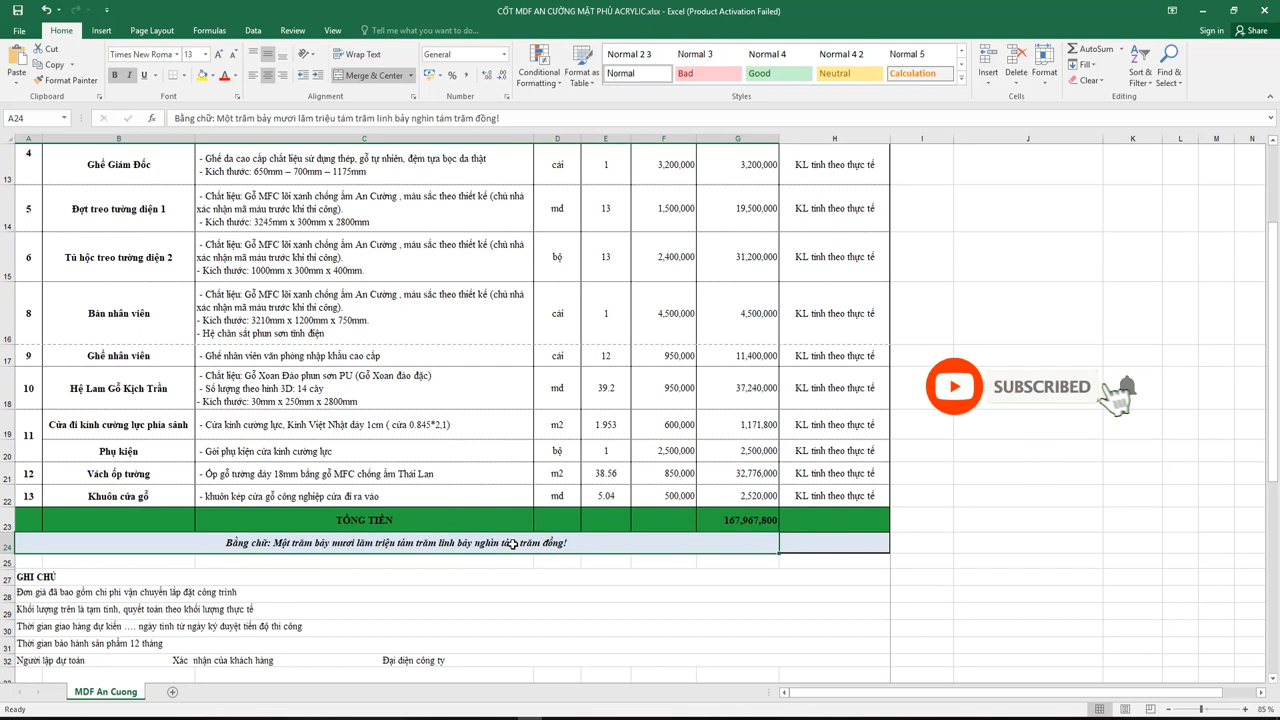 CỐT MDF AN CƯỜNG MẶT PHỦ ACRYLIC.xlsx - Excel (Product Activation Failed)
File Home Insert Page Layout Formulas Data Review View Tell me what you want to do... Sign in Share
Paste Cut Copy Format Painter Clipboard
Times New Roma 13 B I U Font
Wrap Text Merge & Center Alignment
General % Number
Conditional Formatting Format as Table
Normal 2 3 Normal 3 Normal 4 Normal 4 2 Normal 5
Normal Bad Good Neutral Calculation
Styles
Insert Delete Format Cells
AutoSum Fill Clear Sort & Filter Find & Select Editing
A24 fx Bằng chữ: Một trăm bảy mươi lăm triệu tám trăm linh bảy nghìn tám trăm đồng!
A B C D E F G H I J K L M N
13 4 Ghế Giám Đốc - Ghế da cao cấp chất liệu sử dụng thép, gỗ tự nhiên, đệm tựa bọc da thật
- Kích thước: 650mm – 700mm – 1175mm cái 1 3,200,000 3,200,000 KL tính theo thực tế
14 5 Đợt treo tường diện 1 - Chất liệu: Gỗ MFC lõi xanh chống ẩm An Cường , màu sắc theo thiết kế (chủ nhà
xác nhận mã màu trước khi thi công).
- Kích thước: 3245mm x 300mm x 2800mm md 13 1,500,000 19,500,000 KL tính theo thực tế
15 6 Tủ hộc treo tường diện 2 - Chất liệu: Gỗ MFC lõi xanh chống ẩm An Cường , màu sắc theo thiết kế (chủ nhà
xác nhận mã màu trước khi thi công).
- Kích thước: 1000mm x 300mm x 400mm. bộ 13 2,400,000 31,200,000 KL tính theo thực tế
16 8 Bàn nhân viên - Chất liệu: Gỗ MFC lõi xanh chống ẩm An Cường , màu sắc theo thiết kế (chủ nhà
xác nhận mã màu trước khi thi công).
- Kích thước: 3210mm x 1200mm x 750mm.
- Hệ chân sắt phun sơn tĩnh điện cái 1 4,500,000 4,500,000 KL tính theo thực tế
17 9 Ghế nhân viên - Ghế nhân viên văn phòng nhập khẩu cao cấp cái 12 950,000 11,400,000 KL tính theo thực tế
18 10 Hệ Lam Gỗ Kịch Trần - Chất liệu: Gỗ Xoan Đào phun sơn PU (Gỗ Xoan đào đặc)
- Số lượng theo hình 3D: 14 cây
- Kích thước: 30mm x 250mm x 2800mm md 39.2 950,000 37,240,000 KL tính theo thực tế
19 11 Cửa đi kính cường lực phía sảnh - Cửa kính cường lực, Kính Việt Nhật dày 1cm ( cửa 0.845*2,1) m2 1.953 600,000 1,171,800 KL tính theo thực tế
20 Phụ kiện - Gói phụ kiện cửa kính cường lực bộ 1 2,500,000 2,500,000 KL tính theo thực tế
21 12 Vách ốp tường - Ốp gỗ tường dày 18mm bằng gỗ MFC chống ẩm Thái Lan m2 38.56 850,000 32,776,000 KL tính theo thực tế
22 13 Khuôn cửa gỗ - khuôn kép cửa gỗ công nghiệp cửa đi ra vào md 5.04 500,000 2,520,000 KL tính theo thực tế
23 TỔNG TIỀN 167,967,800
24 Bằng chữ: Một trăm bảy mươi lăm triệu tám trăm linh bảy nghìn tám trăm đồng!
25
27 GHI CHÚ
28 Đơn giá đã bao gồm chi phí vận chuyển lắp đặt công trình
29 Khối lượng trên là tạm tính, quyết toán theo khối lượng thực tế
30 Thời gian giao hàng dự kiến …. ngày tính từ ngày ký duyệt tiến độ thi công
31 Thời gian bảo hành sản phẩm 12 tháng
32 Người lập dự toán Xác nhận của khách hàng Đại diện công ty
SUBSCRIBED
MDF An Cuong
Ready 85 %